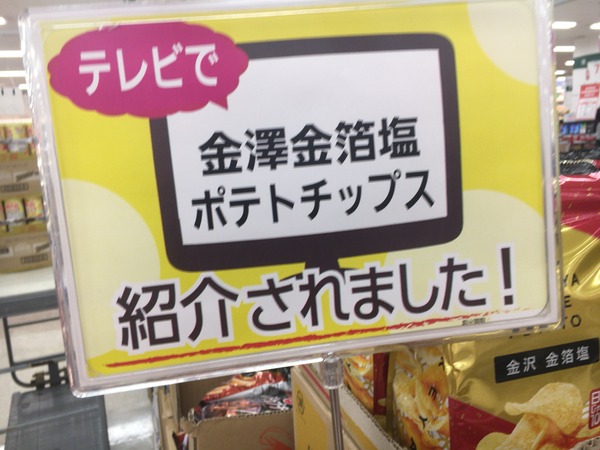 テレビで
金澤金箔塩
ポテトチップス
紹介されました!
金沢 金箔塩